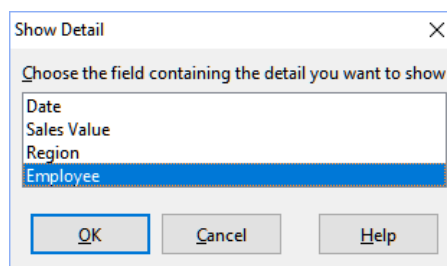 Show Detail
Choose the field containing the detail you want to show
Date
Sales Value
Region
Employee
OK
Cancel
Help